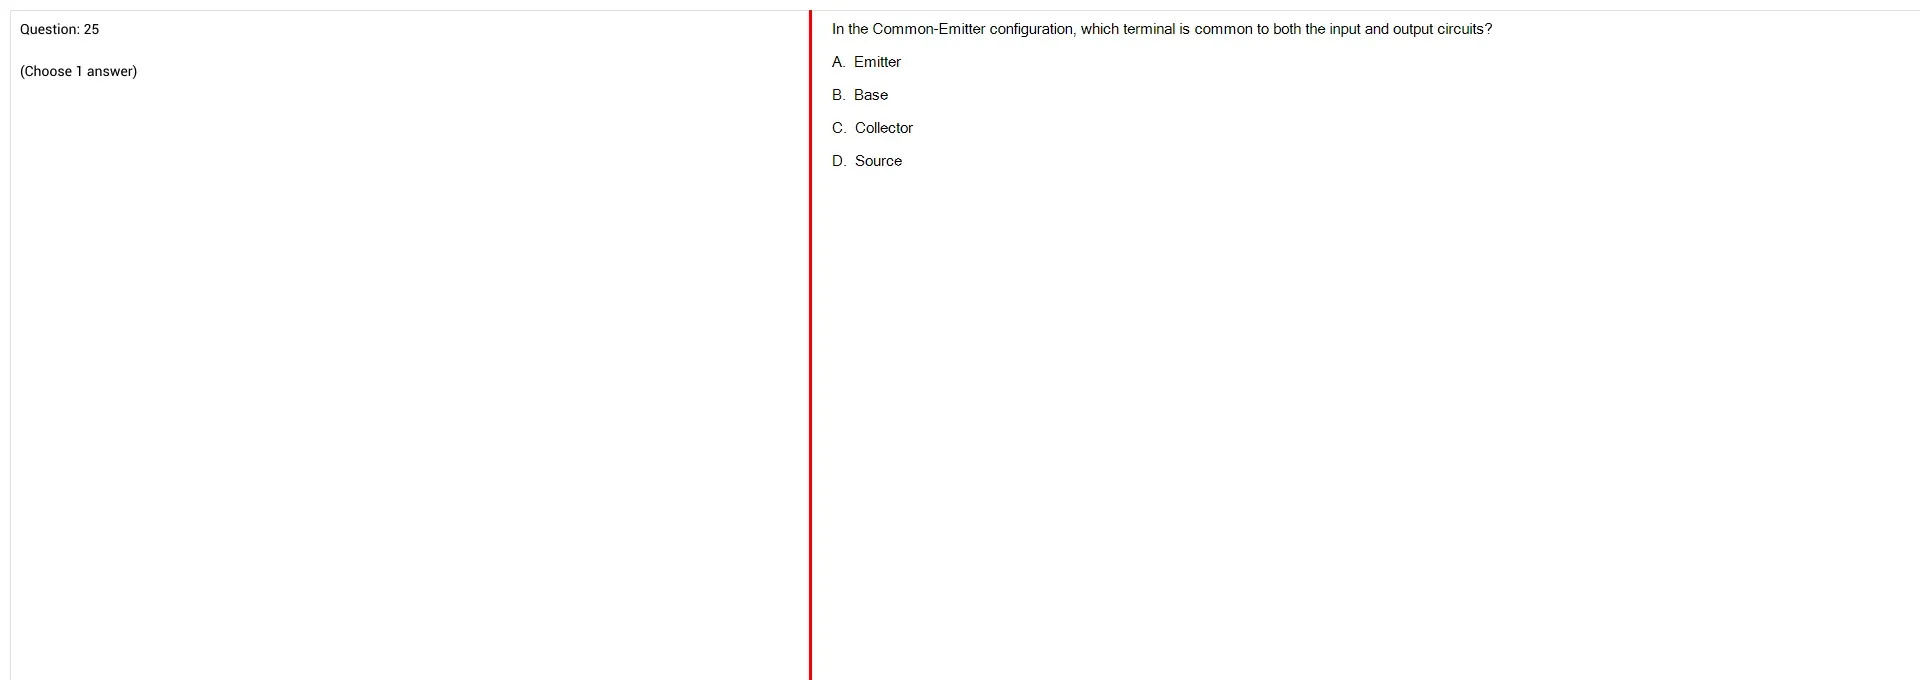 Question: 25
(Choose 1 answer)
In the Common-Emitter configuration, which terminal is common to both the input and output circuits?
A. Emitter
B. Base
C. Collector
D. Source